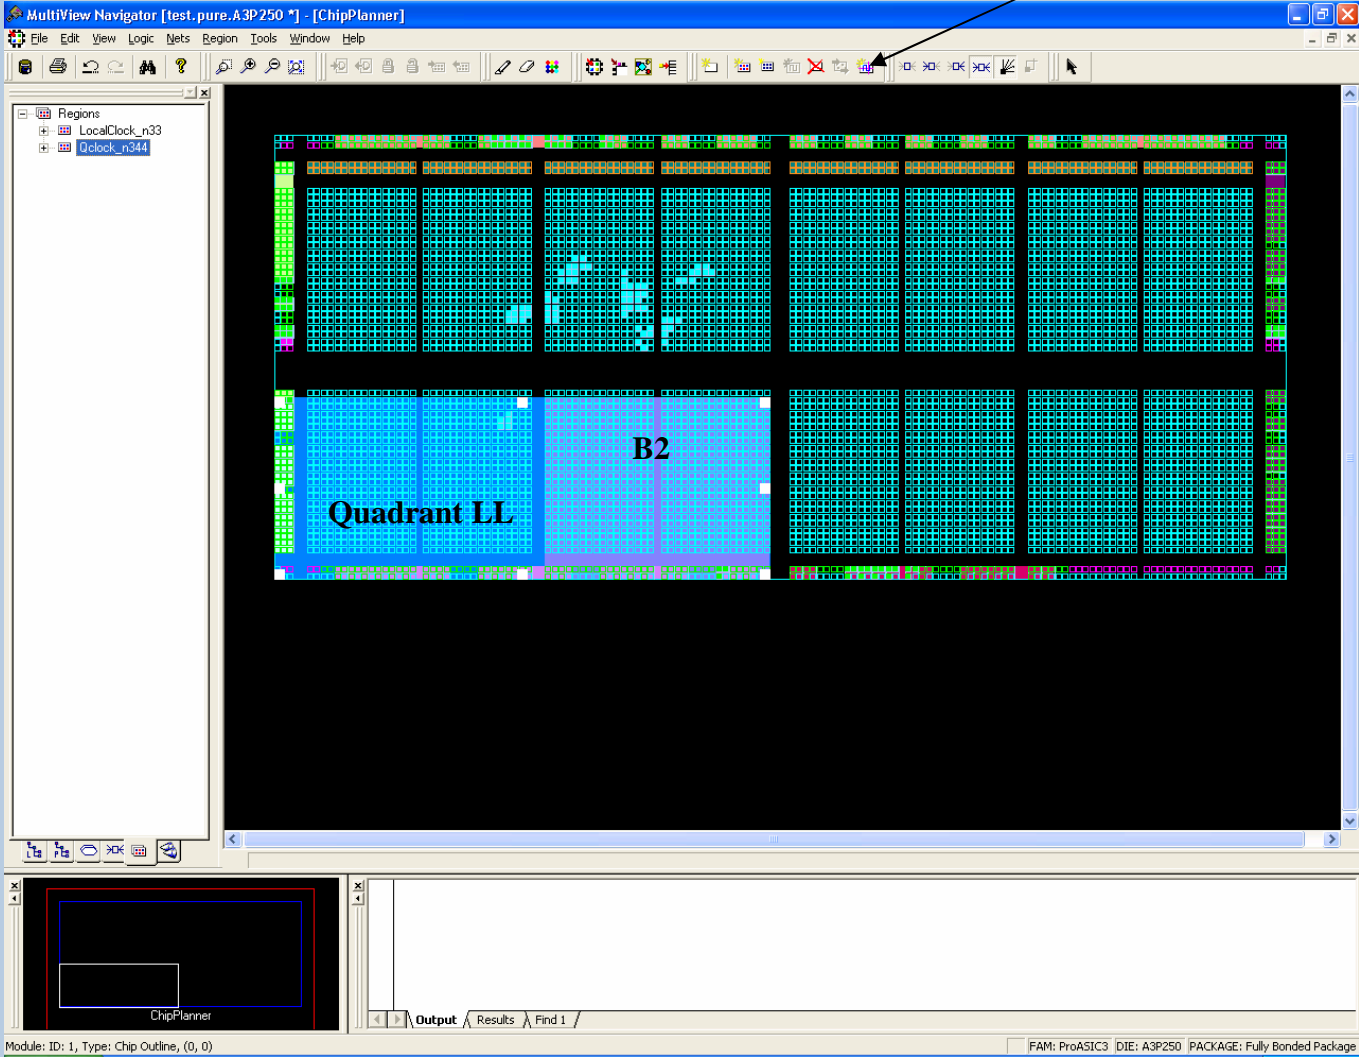 MultiView Navigator [test.pure.A3P250 *] - [ChipPlanner]
File Edit View Logic Nets Region Tools Window Help
Regions
LocalClock_n33
Qclock_n344
B2
Quadrant LL
ChipPlanner
Output Results Find 1
Module: ID: 1, Type: Chip Outline, (0, 0) FAM: ProASIC3 DIE: A3P250 PACKAGE: Fully Bonded Package